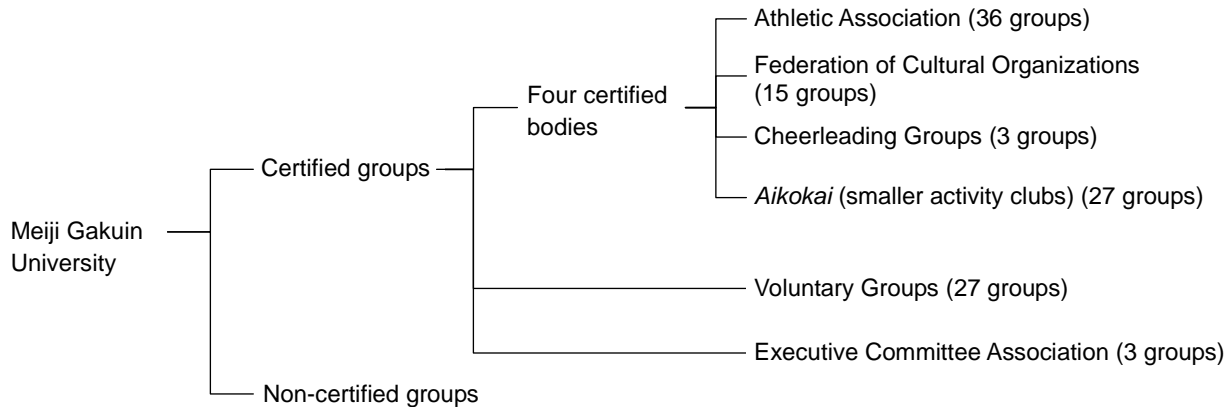 Athletic Association (36 groups)
Federation of Cultural Organizations
(15 groups)
Four certified
bodies
Cheerleading Groups (3 groups)
Certified groups
Aikokai (smaller activity clubs) (27 groups)
Meiji Gakuin
University
Voluntary Groups (27 groups)
Executive Committee Association (3 groups)
Non-certified groups